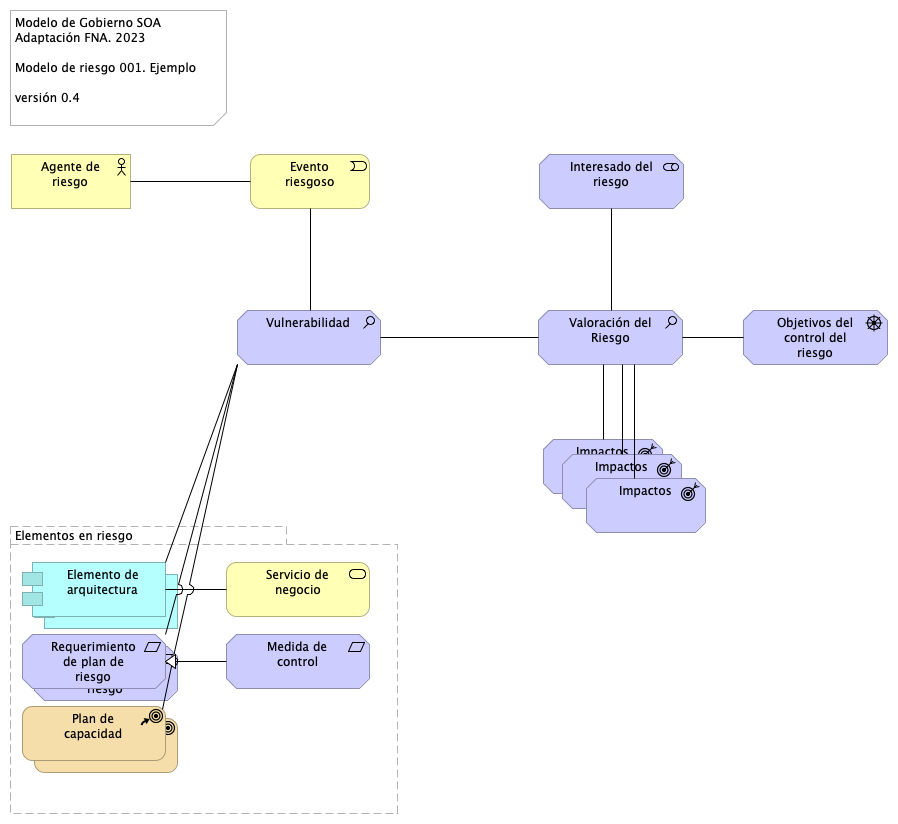 Modelo de Gobierno SOA
Adaptación FNA. 2023
Modelo de riesgo 001. Ejemplo
versión 0.4
Agente de
riesgo
Evento
riesgoso
Interesado del
riesgo
Vulnerabilidad
Valoración del
Riesgo
Objetivos del
control del
riesgo
Impactos
Impactos
Impactos
Elementos en riesgo
Elemento de
arquitectura
Servicio de
negocio
Requerimiento
de plan de
riesgo
riesgo
Medida de
control
Plan de
capacidad